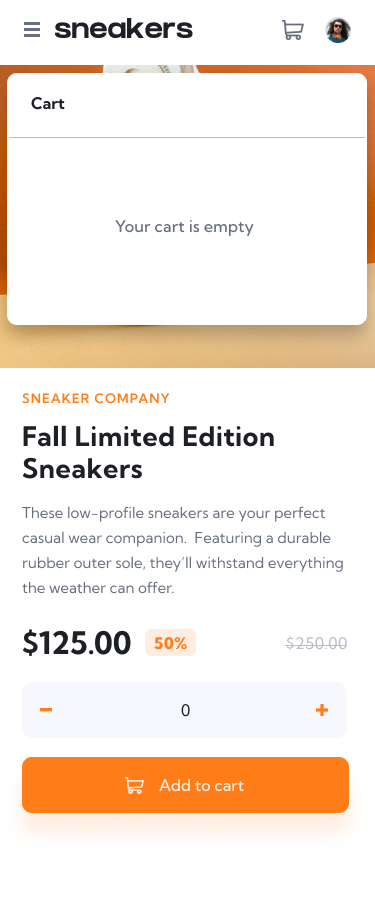 sneakers
Cart
Your cart is empty
SNEAKER COMPANY
Fall Limited Edition
Sneakers
These low-profile sneakers are your perfect
casual wear companion. Featuring a durable
rubber outer sole, they’ll withstand everything
the weather can offer.
$125.00 50% $250.00
0
Add to cart